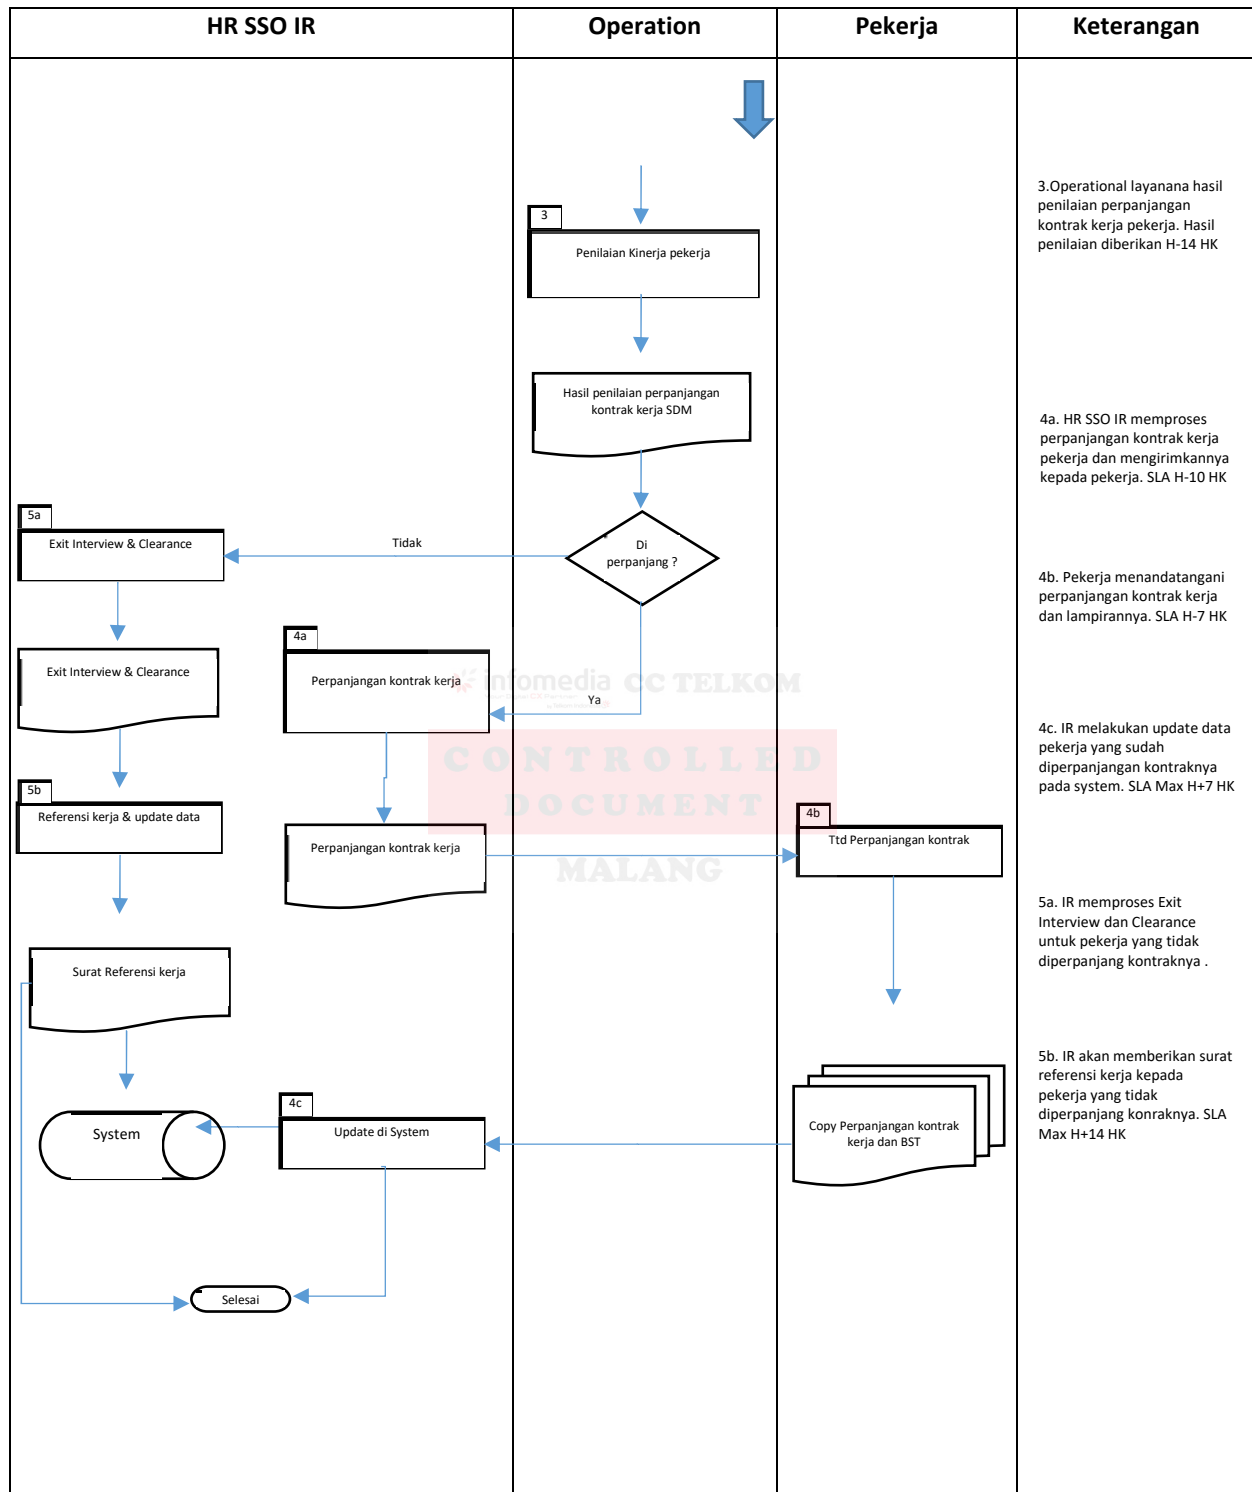 HR SSO IR
Operation
Pekerja
Keterangan
3
Penilaian Kinerja pekerja
3.Operational layanana hasil
penilaian perpanjangan
kontrak kerja pekerja. Hasil
penilaian diberikan H-14 HK
Hasil penilaian perpanjangan
kontrak kerja SDM
4a. HR SSO IR memproses
perpanjangan kontrak kerja
pekerja dan mengirimkannya
kepada pekerja. SLA H-10 HK
Di
perpanjang ?
Tidak
5a
Exit Interview & Clearance
4b. Pekerja menandatangani
perpanjangan kontrak kerja
dan lampirannya. SLA H-7 HK
Exit Interview & Clearance
4a
Perpanjangan kontrak kerja
Ya
infomedia CC TELKOM
CONTROLLED
DOCUMENT
MALANG
4c. IR melakukan update data
pekerja yang sudah
diperpanjangan kontraknya
pada system. SLA Max H+7 HK
5b
Referensi kerja & update data
Perpanjangan kontrak kerja
4b
Ttd Perpanjangan kontrak
5a. IR memproses Exit
Interview dan Clearance
untuk pekerja yang tidak
diperpanjang kontraknya .
Surat Referensi kerja
5b. IR akan memberikan surat
referensi kerja kepada
pekerja yang tidak
diperpanjang konraknya. SLA
Max H+14 HK
System
4c
Update di System
Copy Perpanjangan kontrak
kerja dan BST
Selesai